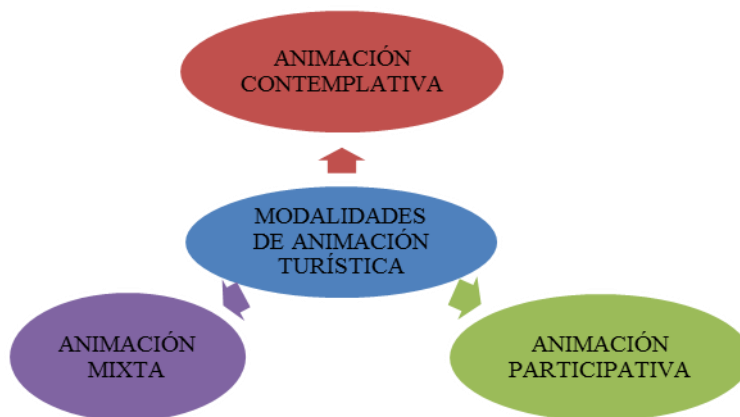 ANIMACIÓN
CONTEMPLATIVA
MODALIDADES
DE ANIMACIÓN
TURÍSTICA
ANIMACIÓN
MIXTA
ANIMACIÓN
PARTICIPATIVA